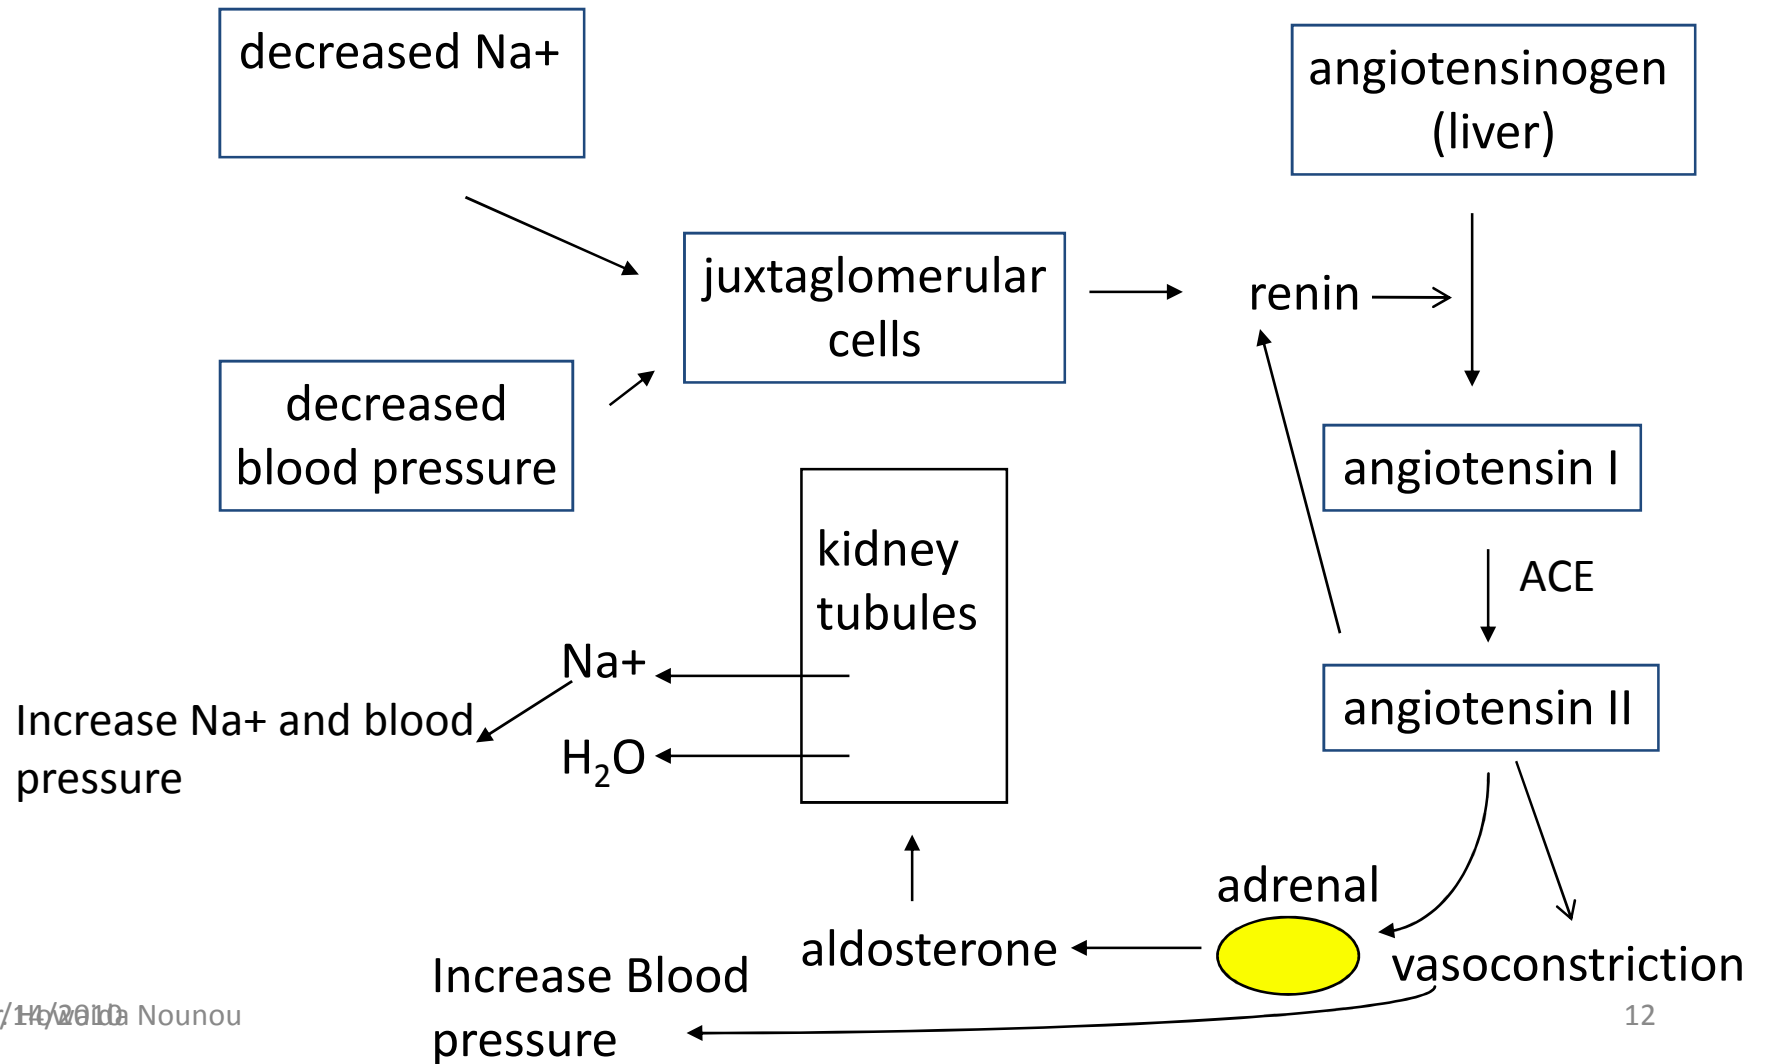 decreased Na+
angiotensinogen
(liver)
juxtaglomerular
cells
renin
decreased
blood pressure
angiotensin I
kidney
tubules
ACE
Na+
Increase Na+ and blood
pressure
H₂O
angiotensin II
adrenal
aldosterone
vasoconstriction
Increase Blood
pressure
Nounou
12